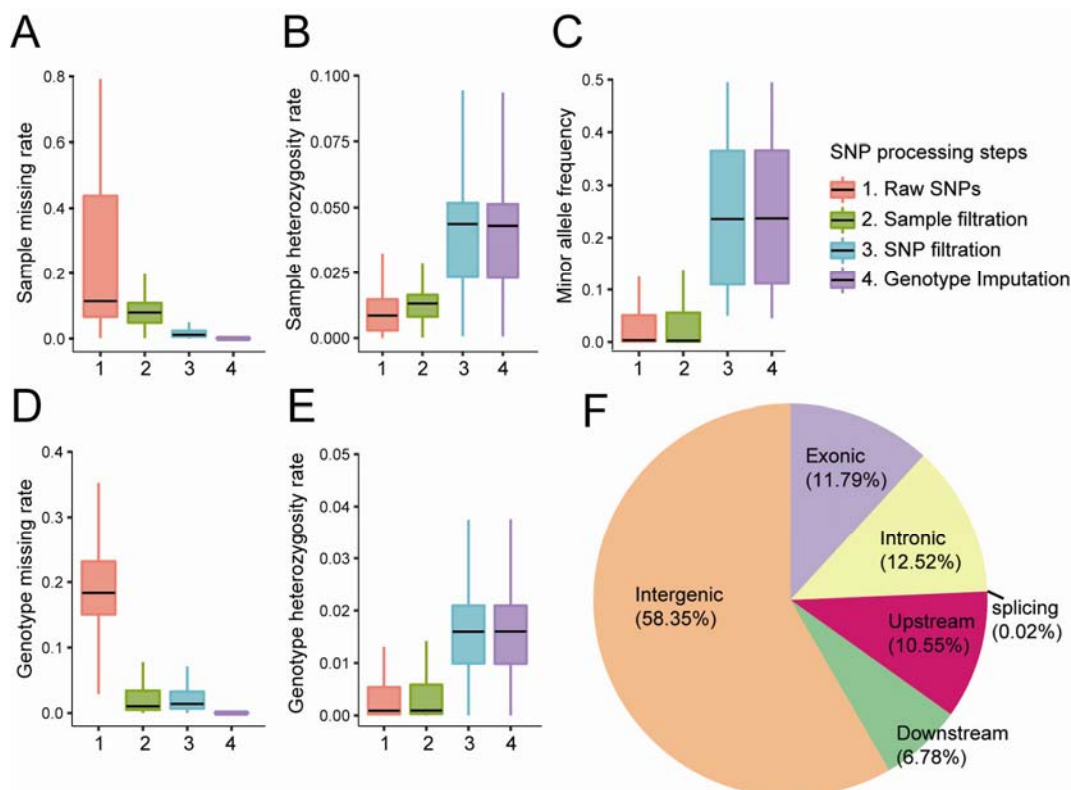 A
Sample missing rate
0.8
0.6
0.4
0.2
0.0
1 2 3 4
B
Sample heterozygosity rate
0.100
0.075
0.050
0.025
0.000
1 2 3 4
C
Minor allele frequency
0.5
0.4
0.3
0.2
0.1
0.0
1 2 3 4
SNP processing steps
1. Raw SNPs
2. Sample filtration
3. SNP filtration
4. Genotype Imputation
D
Genotype missing rate
0.4
0.3
0.2
0.1
0.0
1 2 3 4
E
Genotype heterozygosity rate
0.05
0.04
0.03
0.02
0.01
0.00
1 2 3 4
F
Exonic
(11.79%)
Intronic
(12.52%)
splicing
(0.02%)
Upstream
(10.55%)
Downstream
(6.78%)
Intergenic
(58.35%)